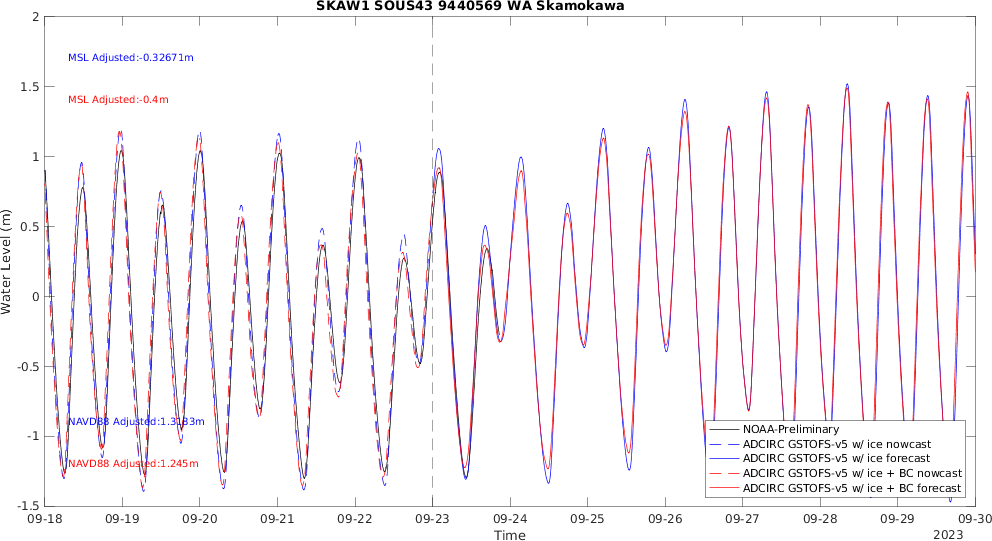 SKAW1 SOUS43 9440569 WA Skamokawa
MSL Adjusted:-0.32671m
MSL Adjusted:-0.4m
NAVD88 Adjusted:1.3133m
NAVD88 Adjusted:1.245m
Water Level (m)
2
1.5
1
0.5
0
-0.5
-1
-1.5
09-18 09-19 09-20 09-21 09-22 09-23 09-24 09-25 09-26 09-27 09-28 09-29 09-30
Time
2023
NOAA-Preliminary
ADCIRC GSTOFS-v5 w/ ice nowcast
ADCIRC GSTOFS-v5 w/ ice forecast
ADCIRC GSTOFS-v5 w/ ice + BC nowcast
ADCIRC GSTOFS-v5 w/ ice + BC forecast